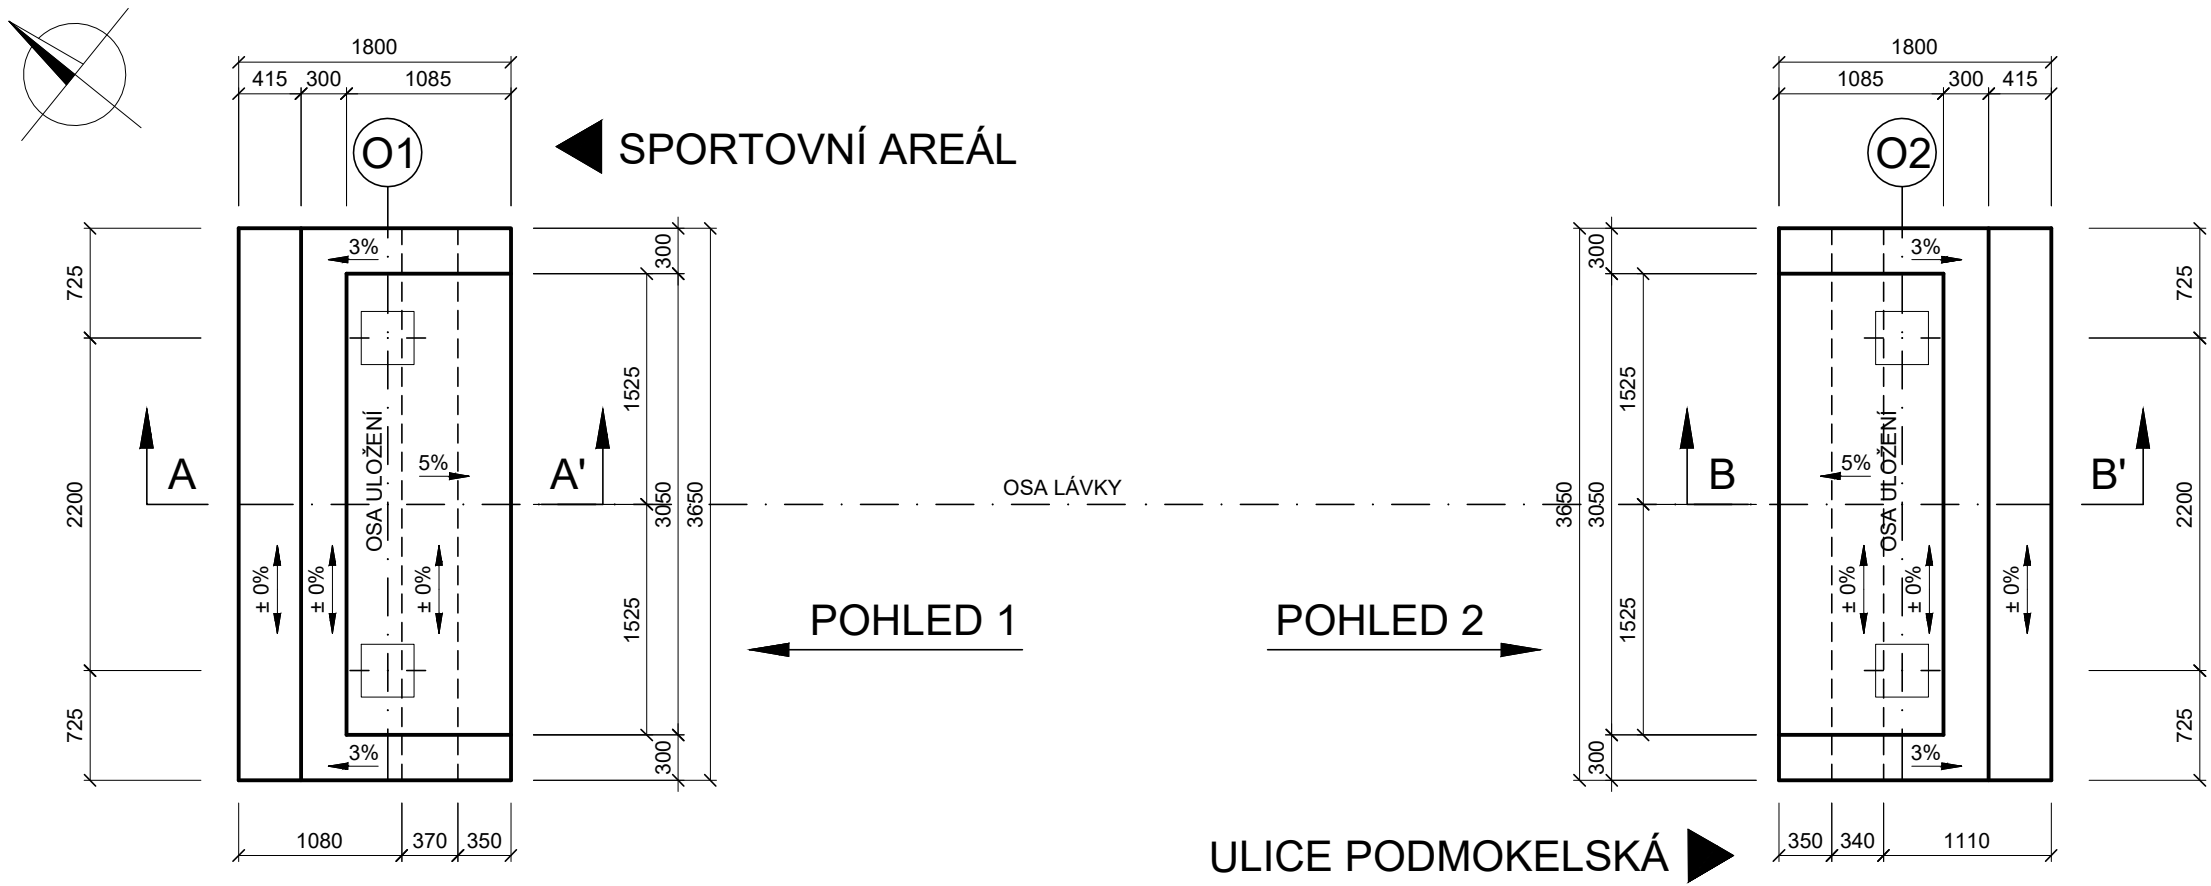 1800
415 300 1085
O1
SPORTOVNÍ AREÁL
1800
1085 300 415
O2
3%
300
725
1525
OSA ULOŽENÍ
5%
A
A'
2200
3050
3650
± 0%
± 0%
± 0%
1525
725
3%
300
1080 370 350
OSA LÁVKY
POHLED 1
POHLED 2
3%
300
725
1525
OSA ULOŽENÍ
5%
B
B'
3650
3050
2200
± 0%
± 0%
± 0%
1525
725
3%
300
ULICE PODMOKELSKÁ
350 340 1110